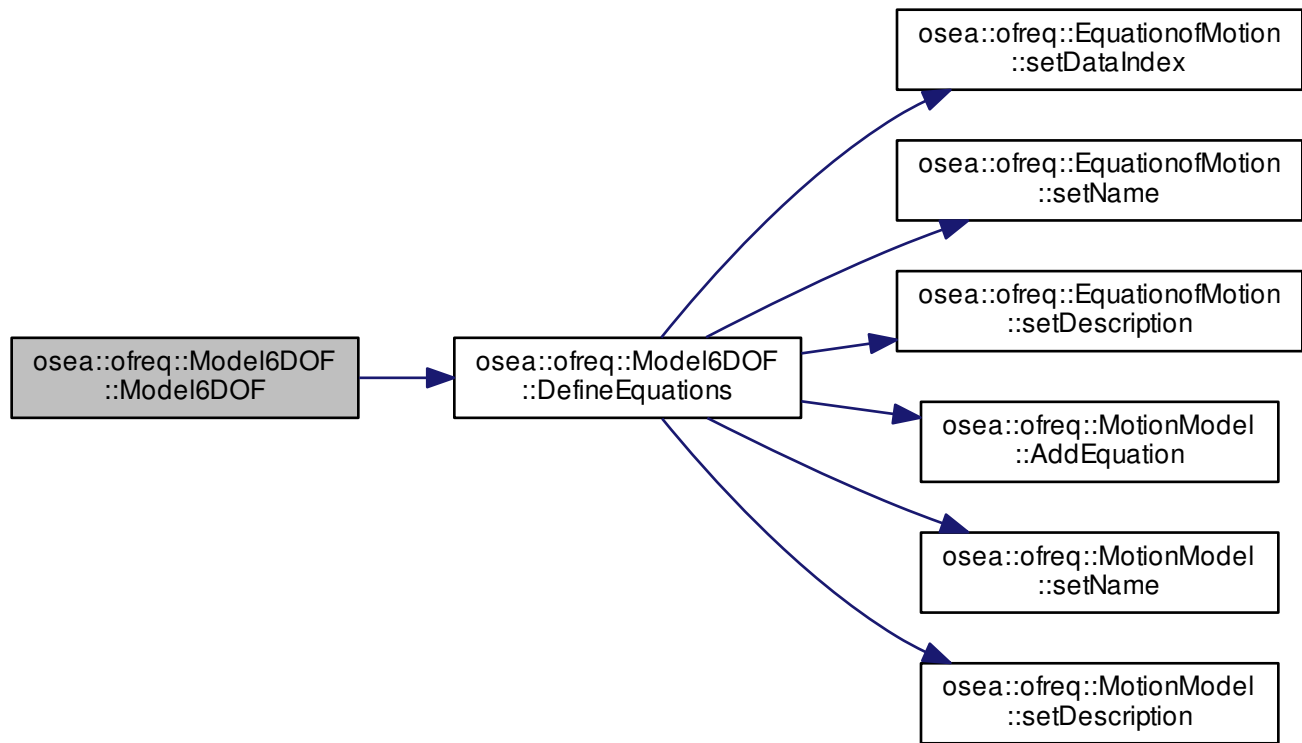 osea::ofreq::Model6DOF
::Model6DOF
osea::ofreq::Model6DOF
::DefineEquations
osea::ofreq::EquationofMotion
::setDataIndex
osea::ofreq::EquationofMotion
::setName
osea::ofreq::EquationofMotion
::setDescription
osea::ofreq::MotionModel
::AddEquation
osea::ofreq::MotionModel
::setName
osea::ofreq::MotionModel
::setDescription